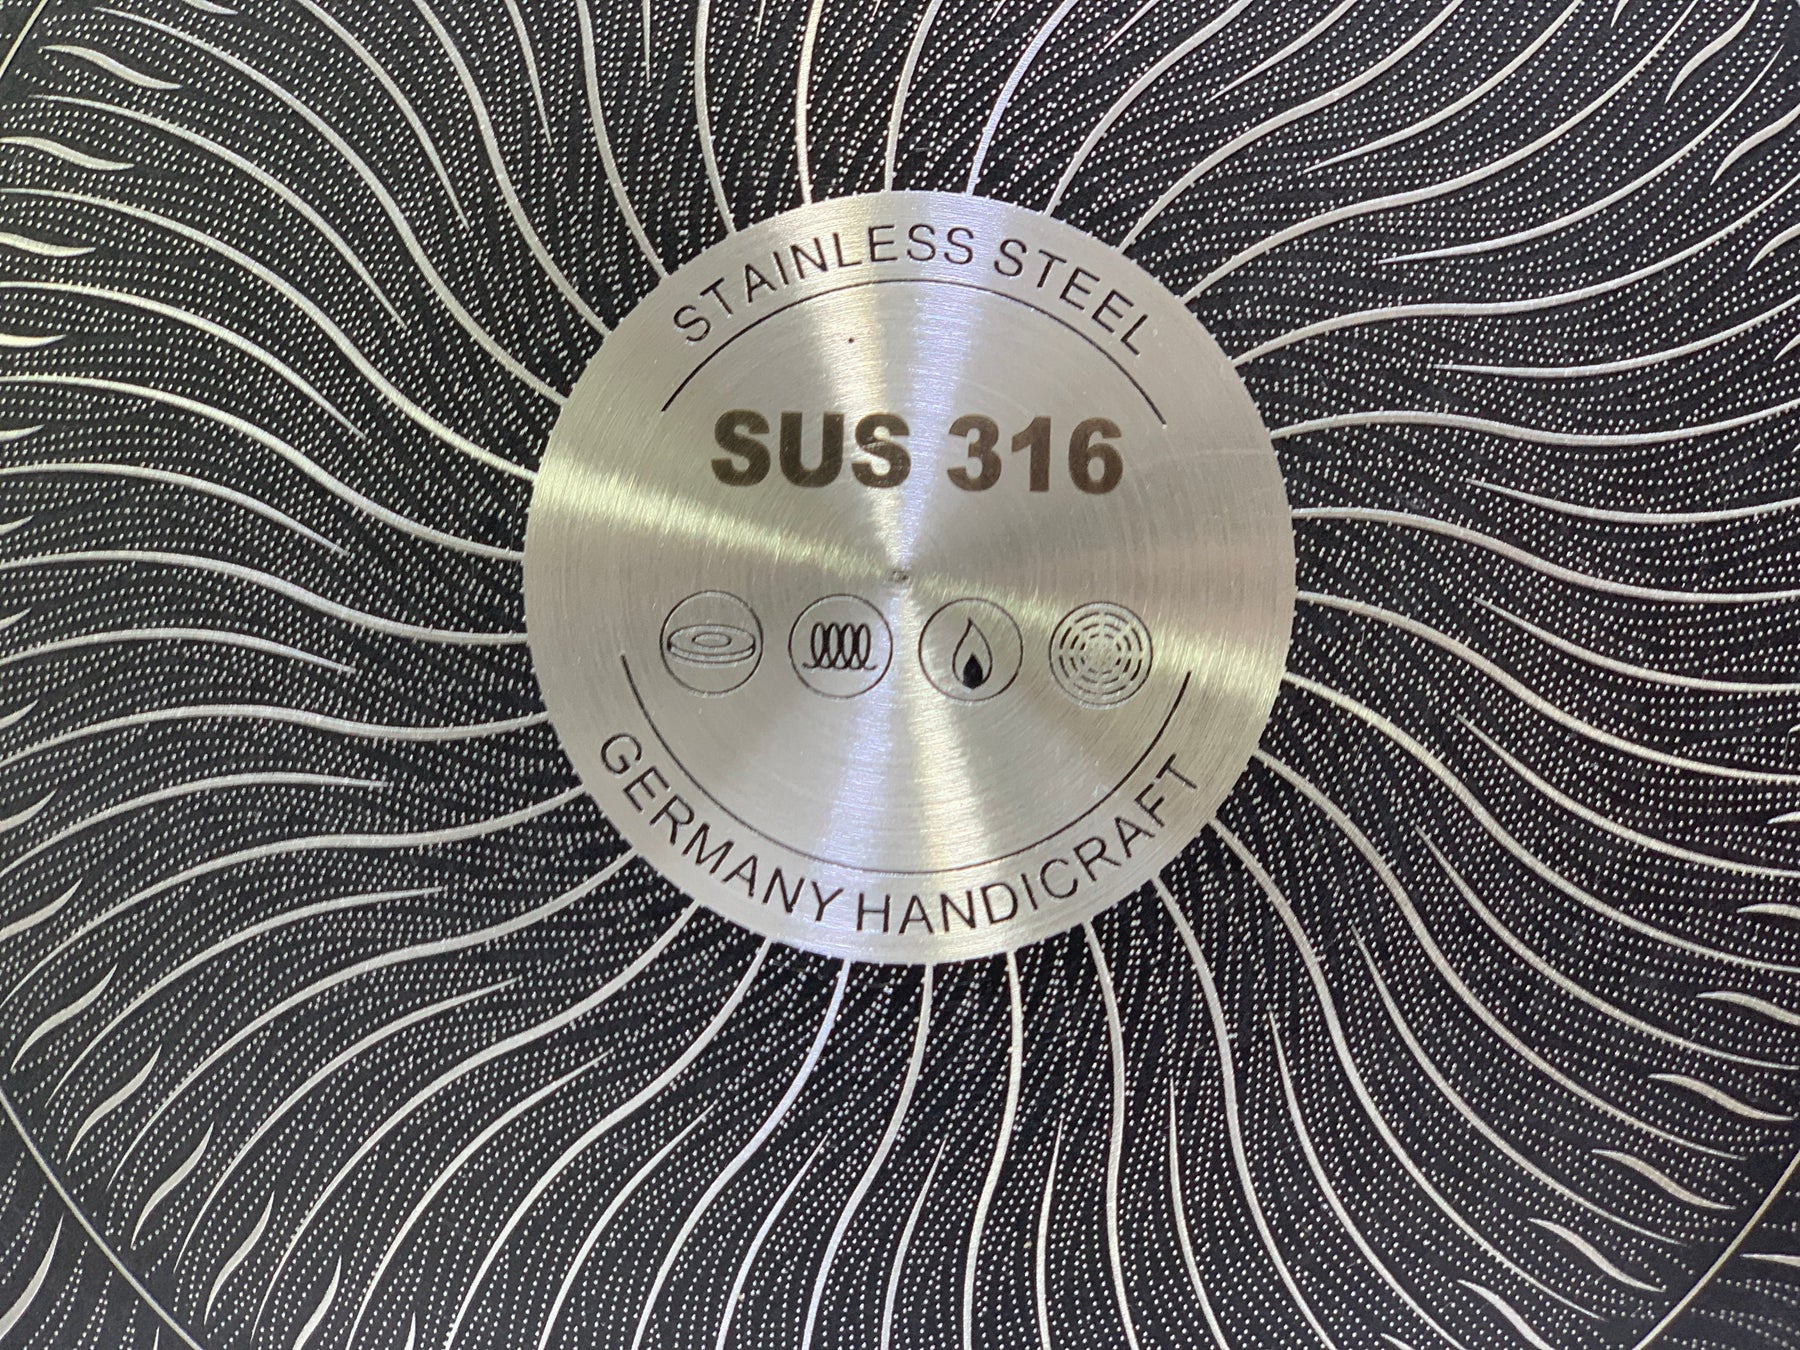 STAINLESS STEEL
SUS 316
GERMANY HANDICRAFT